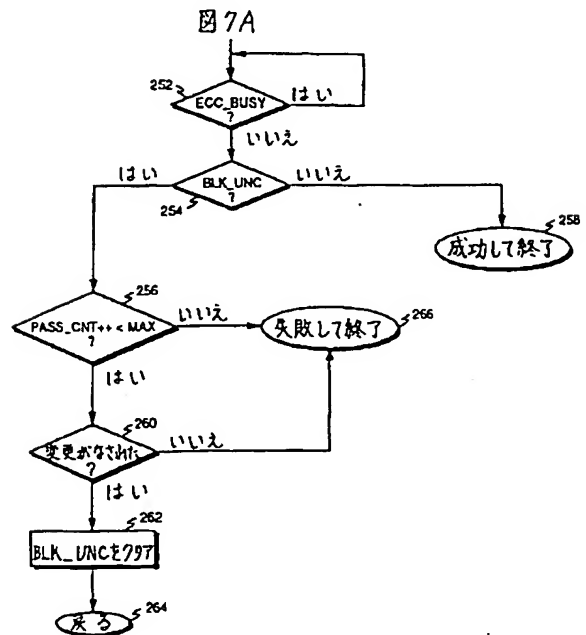 図7A
252
ECC_BUSY
?
はい
いいえ
はい
BLK_UNC
?
いいえ
254
258
成功して終了
256
PASS_CNT++ < MAX
?
いいえ
266
失敗して終了
はい
260
変更がなされた
?
いいえ
はい
262
BLK_UNCをクリア
264
戻る